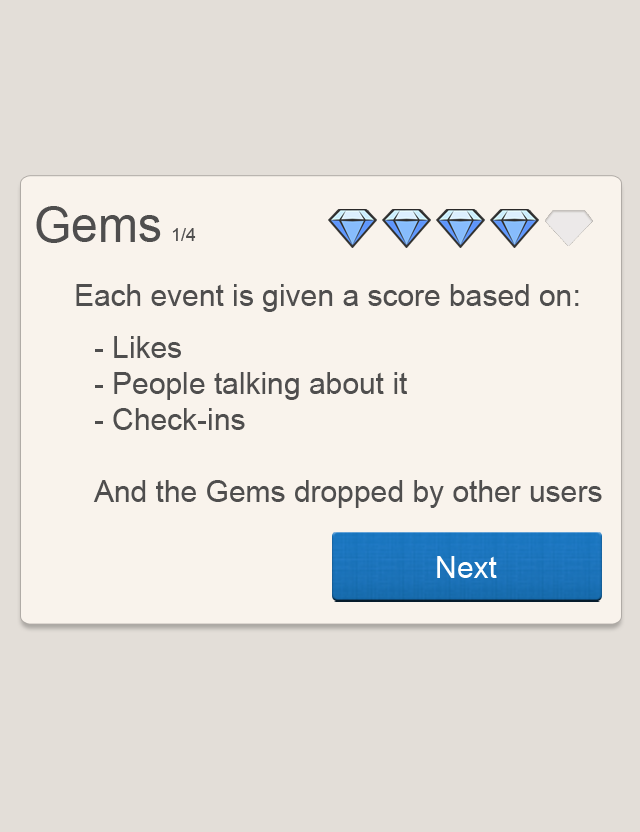 Gems 1/4
Each event is given a score based on:
- Likes
- People talking about it
- Check-ins
And the Gems dropped by other users
Next